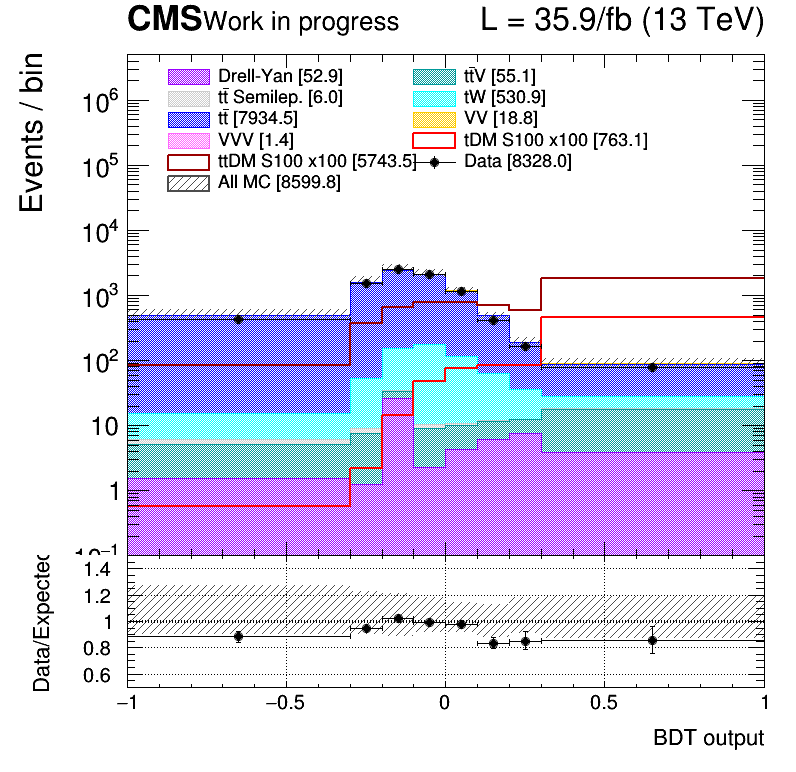 CMS Work in progress L = 35.9/fb (13 TeV)
Events / bin
Drell-Yan [52.9] tt̄V [55.1]
tt̄ Semilep. [6.0] tW [530.9]
tt̄ [7934.5] VV [18.8]
VVV [1.4] tDM S100 x100 [763.1]
ttDM S100 x100 [5743.5] Data [8328.0]
All MC [8599.8]
10⁶
10⁵
10⁴
10³
10²
10
1
10⁻¹
Data/Expected
1.4
1.2
1
0.8
0.6
−1 −0.5 0 0.5 1
BDT output